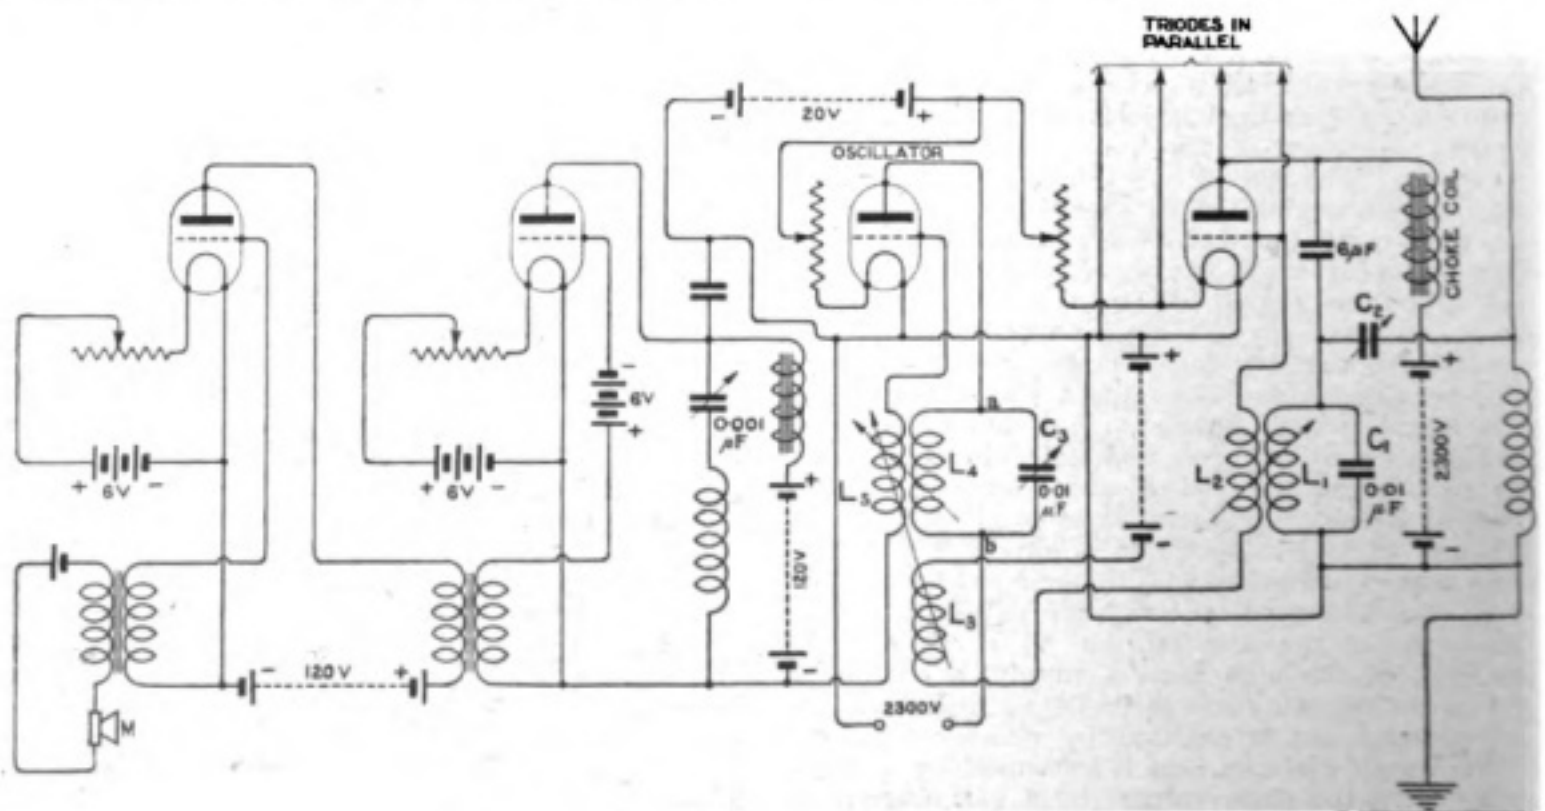 TRIODES IN
PARALLEL
- 20V +
OSCILLATOR
6µF
CHOKE COIL
C2
- 6V +
0.001
µF
+ 120V -
a
C3
L4
L5
0.01
µF
b
L3
+ -
L2
L1
C1
0.01
µF
+ 2300V -
+ 6V -
+ 6V -
- 120V +
2300V
M